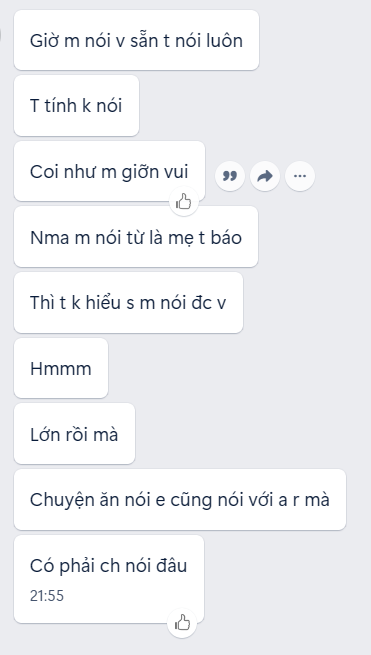 Giờ m nói v sẵn t nói luôn
T tính k nói
Coi như m giỡn vui
Nma m nói từ là mẹ t báo
Thì t k hiểu s m nói đc v
Hmmm
Lớn rồi mà
Chuyện ăn nói e cũng nói với a r mà
Có phải ch nói đâu
21:55